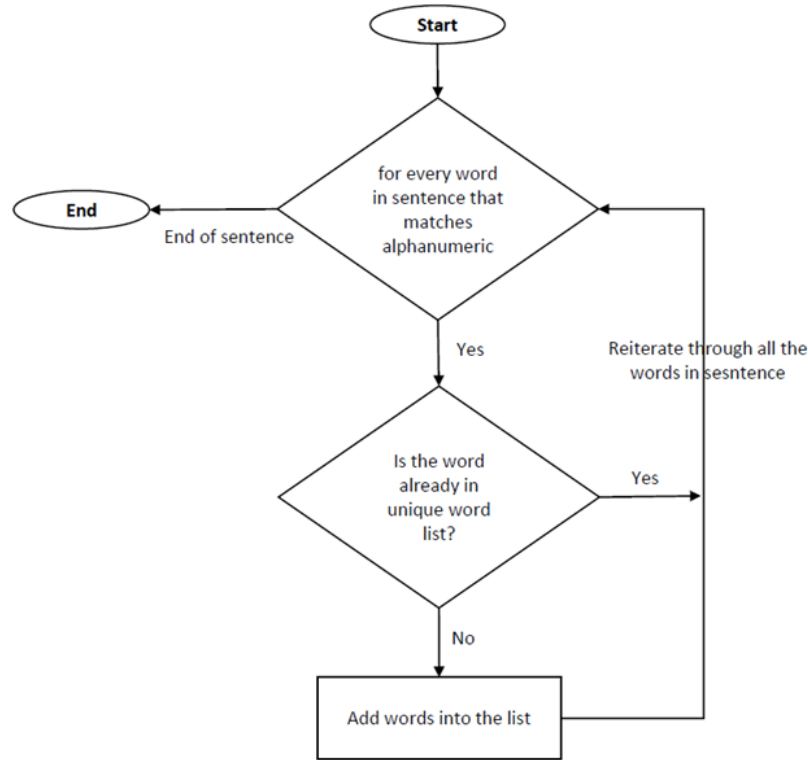 Start
for every word
in sentence that
matches
alphanumeric
End
End of sentence
Yes
Reiterate through all the
words in sesntence
Is the word
already in
unique word
list?
Yes
No
Add words into the list